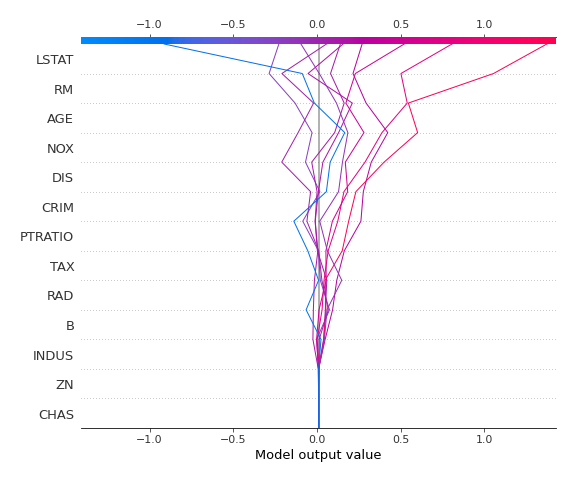 −1.0 −0.5 0.0 0.5 1.0
LSTAT
RM
AGE
NOX
DIS
CRIM
PTRATIO
TAX
RAD
B
INDUS
ZN
CHAS
−1.0 −0.5 0.0 0.5 1.0
Model output value